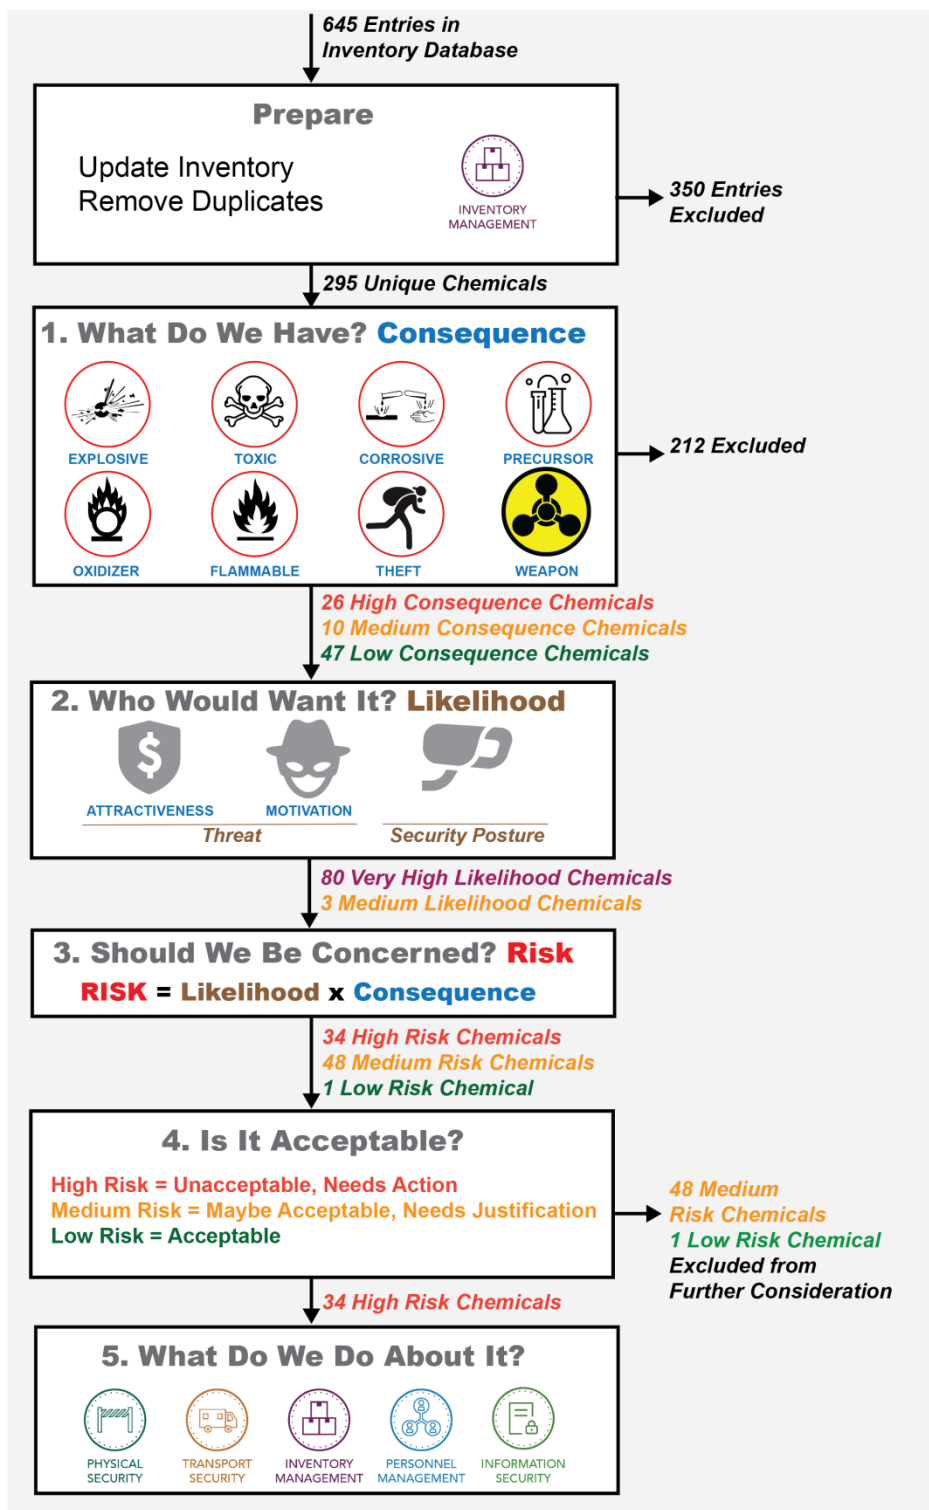 645 Entries in
Inventory Database
Prepare
Update Inventory
Remove Duplicates
INVENTORY
MANAGEMENT
350 Entries
Excluded
295 Unique Chemicals
1. What Do We Have? Consequence
EXPLOSIVE
TOXIC
CORROSIVE
PRECURSOR
212 Excluded
OXIDIZER
FLAMMABLE
THEFT
WEAPON
26 High Consequence Chemicals
10 Medium Consequence Chemicals
47 Low Consequence Chemicals
2. Who Would Want It? Likelihood
$
ATTRACTIVENESS
MOTIVATION
Threat
Security Posture
80 Very High Likelihood Chemicals
3 Medium Likelihood Chemicals
3. Should We Be Concerned? Risk
RISK = Likelihood x Consequence
34 High Risk Chemicals
48 Medium Risk Chemicals
1 Low Risk Chemical
4. Is It Acceptable?
High Risk = Unacceptable, Needs Action
Medium Risk = Maybe Acceptable, Needs Justification
Low Risk = Acceptable
48 Medium
Risk Chemicals
1 Low Risk Chemical
Excluded from
Further Consideration
34 High Risk Chemicals
5. What Do We Do About It?
PHYSICAL
SECURITY
TRANSPORT
SECURITY
INVENTORY
MANAGEMENT
PERSONNEL
MANAGEMENT
INFORMATION
SECURITY